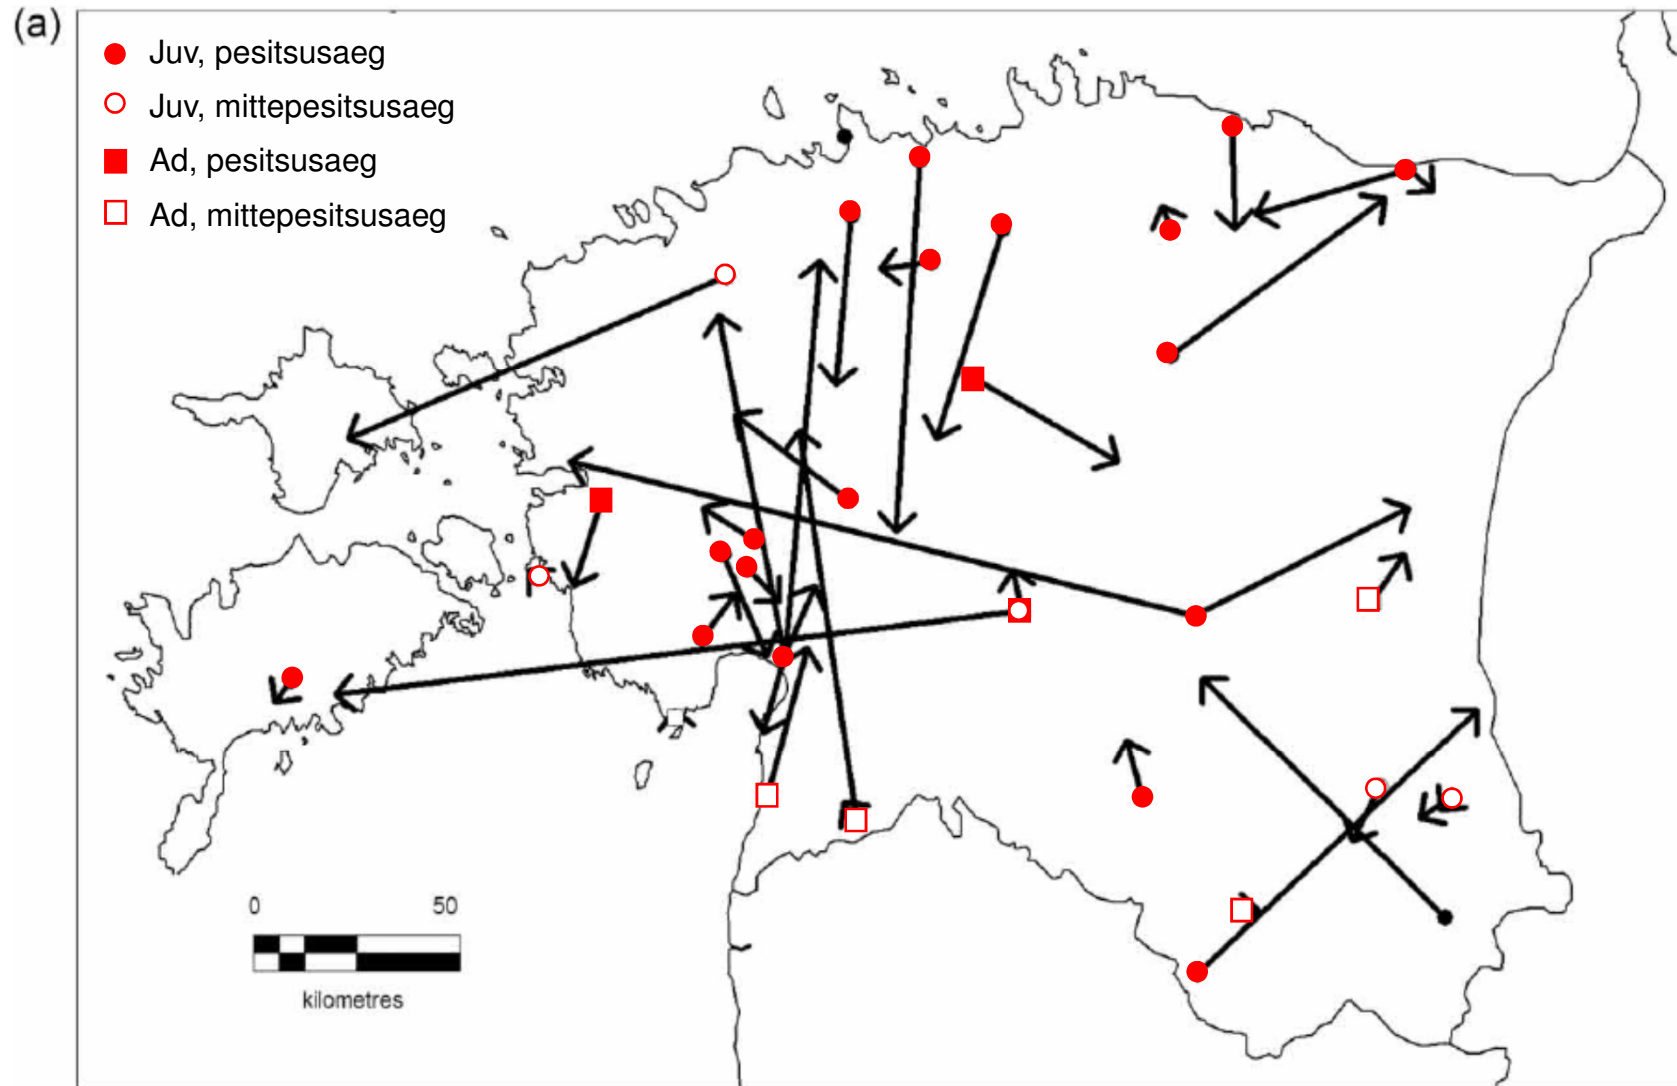 (a)
Juv, pesitsusaeg
Juv, mittepesitsusaeg
Ad, pesitsusaeg
Ad, mittepesitsusaeg
0 50
kilometres